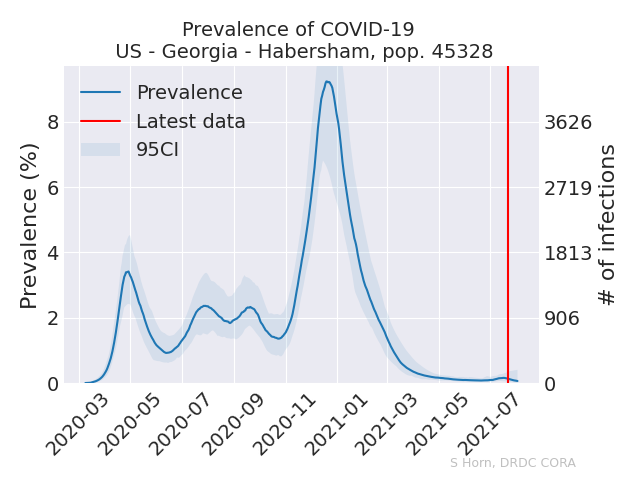 Prevalence of COVID-19
US - Georgia - Habersham, pop. 45328
Prevalence
Latest data
95CI
Prevalence (%)
8
6
4
2
0
# of infections
3626
2719
1813
906
0
2020-03
2020-05
2020-07
2020-09
2020-11
2021-01
2021-03
2021-05
2021-07
S Horn, DRDC CORA